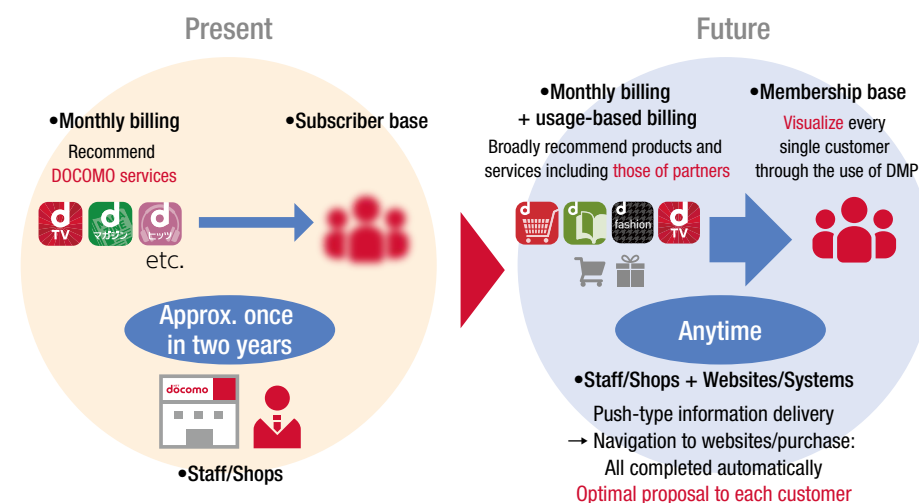 Present
•Monthly billing
Recommend
DOCOMO services
d
TV
d
マガジン
d
ヒッツ
etc.
•Subscriber base
Approx. once
in two years
döcomo
•Staff/Shops
Future
•Monthly billing
+ usage-based billing
Broadly recommend products and
services including those of partners
d
d
d
fashion
d
TV
•Membership base
Visualize every
single customer
through the use of DMP
Anytime
•Staff/Shops + Websites/Systems
Push-type information delivery
→ Navigation to websites/purchase:
All completed automatically
Optimal proposal to each customer